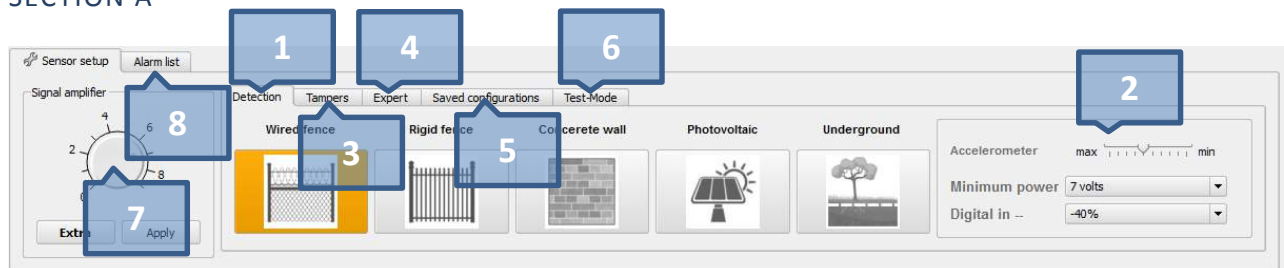 SECTION A
1
4
6
Sensor setup
Alarm list
Signal amplifier
Detection
Tampers
Expert
Saved configurations
Test-Mode
2
4
6
2
8
0
8
Wired fence
Rigid fence
Concerete wall
Photovoltaic
Underground
3
5
Accelerometer
max
min
Minimum power
7 volts
Digital in --
-40%
7
Extra
Apply